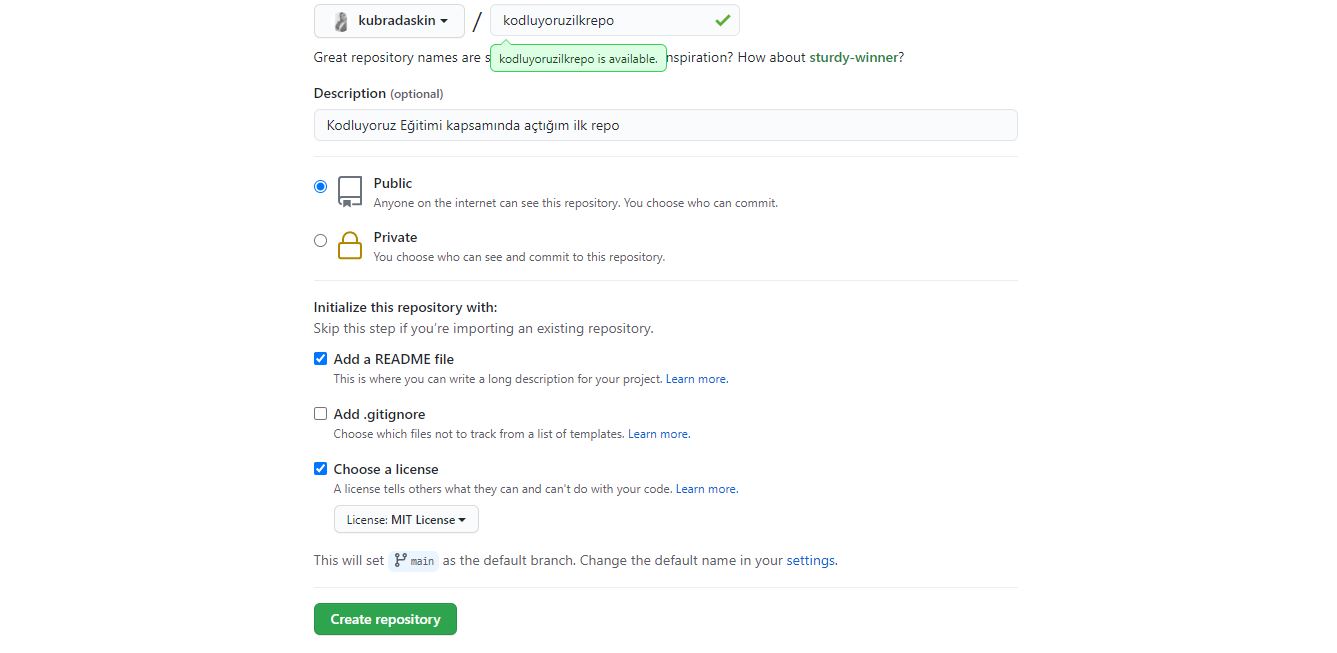 kubradaskin / kodluyoruzilkrepo
Great repository names are s nspiration? How about sturdy-winner?
kodluyoruzilkrepo is available.
Description (optional)
Kodluyoruz Eğitimi kapsamında açtığım ilk repo
Public
Anyone on the internet can see this repository. You choose who can commit.
Private
You choose who can see and commit to this repository.
Initialize this repository with:
Skip this step if you're importing an existing repository.
Add a README file
This is where you can write a long description for your project. Learn more.
Add .gitignore
Choose which files not to track from a list of templates. Learn more.
Choose a license
A license tells others what they can and can't do with your code. Learn more.
License: MIT License
This will set main as the default branch. Change the default name in your settings.
Create repository